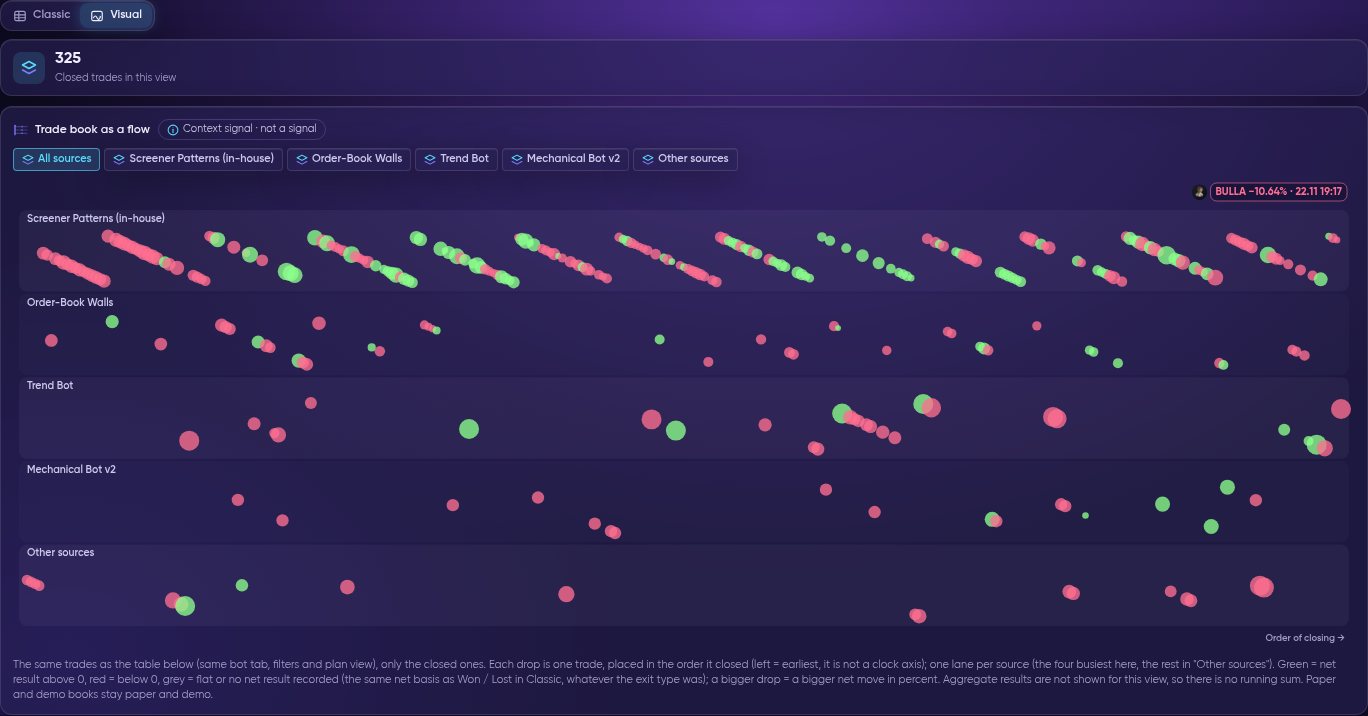 Classic
Visual
325
Closed trades in this view
Trade book as a flow
Context signal · not a signal
All sources
Screener Patterns (in-house)
Order-Book Walls
Trend Bot
Mechanical Bot v2
Other sources
BULLA −10.64% · 22.11 19:17
Screener Patterns (in-house)
Order-Book Walls
Trend Bot
Mechanical Bot v2
Other sources
Order of closing →
The same trades as the table below (same bot tab, filters and plan view), only the closed ones. Each drop is one trade, placed in the order it closed (left = earliest, it is not a clock axis); one lane per source (the four busiest here, the rest in "Other sources"). Green = net
result above 0, red = below 0, grey = flat or no net result recorded (the same net basis as Won / Lost in Classic, whatever the exit type was); a bigger drop = a bigger net move in percent. Aggregate results are not shown for this view, so there is no running sum. Paper
and demo books stay paper and demo.